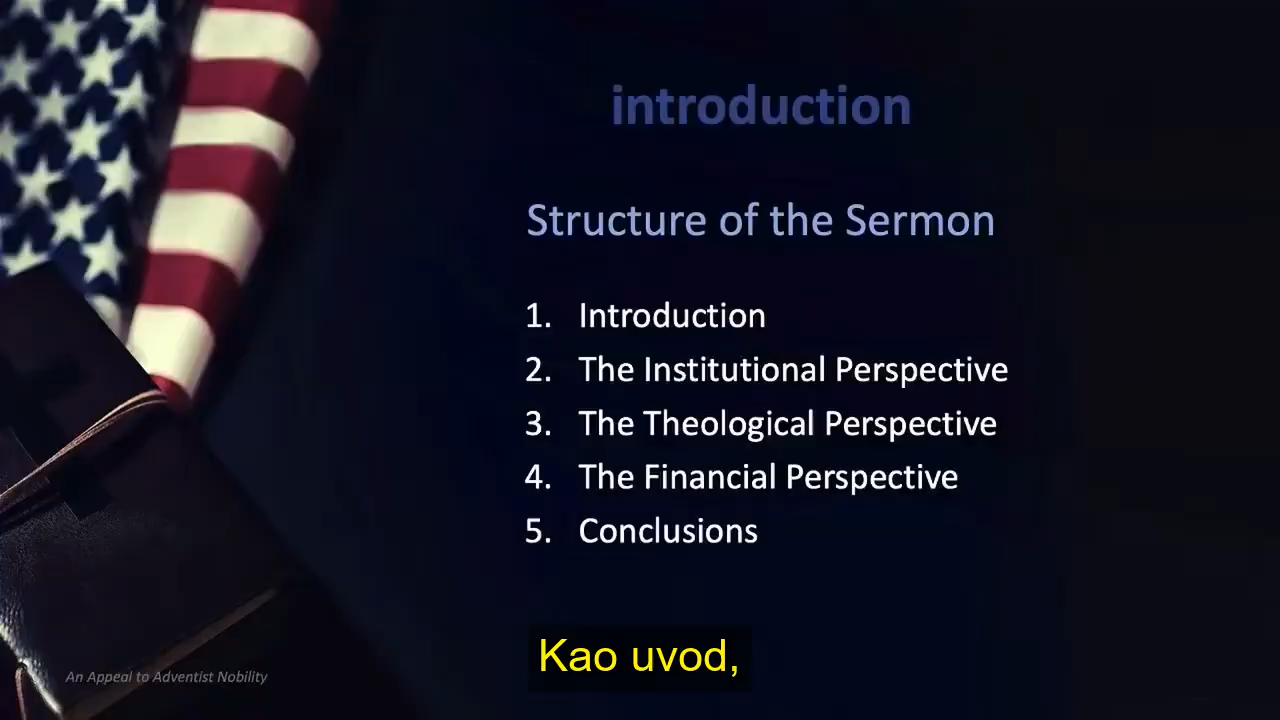 introduction
Structure of the Sermon
1. Introduction
2. The Institutional Perspective
3. The Theological Perspective
4. The Financial Perspective
5. Conclusions
Kao uvod,
An Appeal to Adventist Nobility